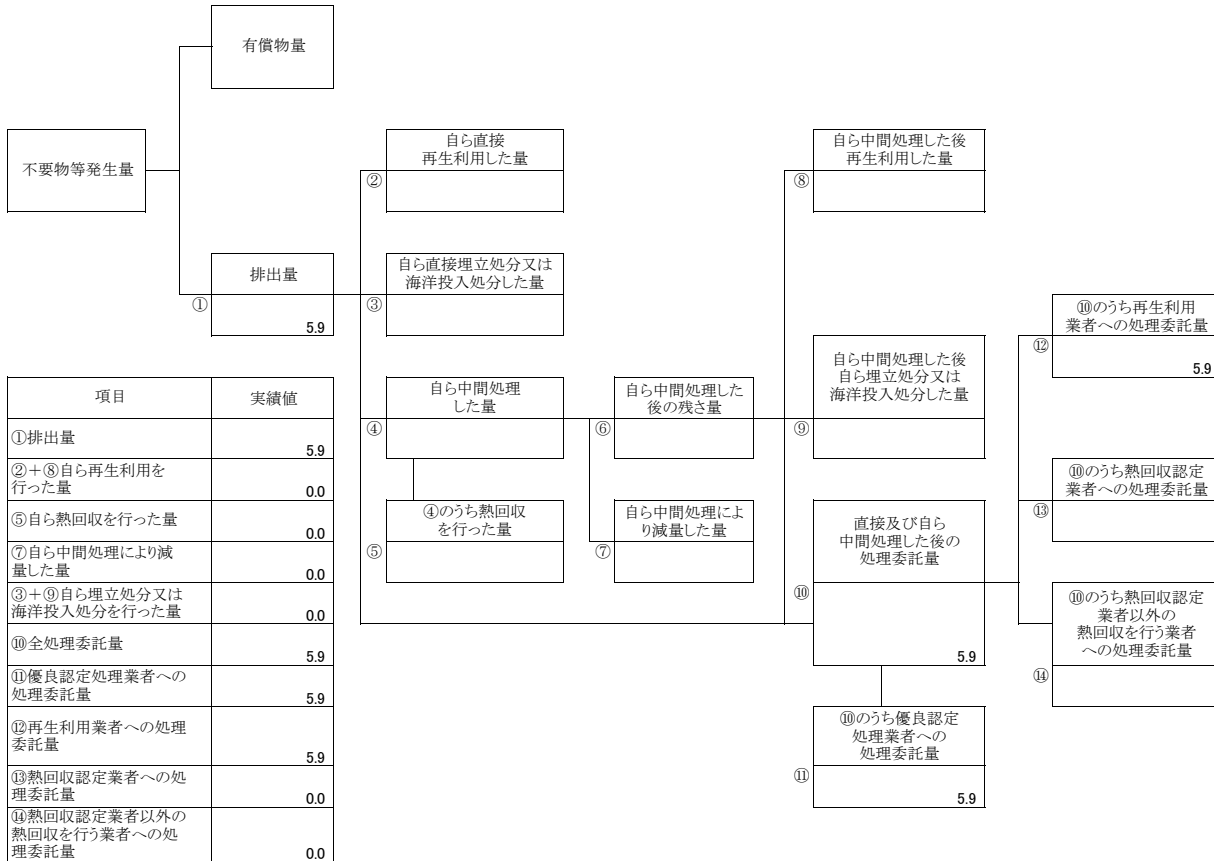 有償物量
不要物等発生量
自ら直接
再生利用した量
②
自ら中間処理した後
再生利用した量
⑧
排出量
①
5.9
自ら直接埋立処分又は
海洋投入処分した量
③
⑩のうち再生利用
業者への処理委託量
⑫
5.9
自ら中間処理
した量
④
自ら中間処理した
後の残さ量
⑥
自ら中間処理した後
自ら埋立処分又は
海洋投入処分した量
⑨
⑩のうち熱回収認定
業者への処理委託量
⑬
④のうち熱回収
を行った量
⑤
自ら中間処理によ
り減量した量
⑦
直接及び自ら
中間処理した後の
処理委託量
⑩
5.9
⑩のうち熱回収認定
業者以外の
熱回収を行う業者
への処理委託量
⑭
⑩のうち優良認定
処理業者への
処理委託量
⑪
5.9
項目 実績値
①排出量 5.9
②+⑧自ら再生利用を
行った量 0.0
⑤自ら熱回収を行った量 0.0
⑦自ら中間処理により減
量した量 0.0
③+⑨自ら埋立処分又は
海洋投入処分を行った量 0.0
⑩全処理委託量 5.9
⑪優良認定処理業者への
処理委託量 5.9
⑫再生利用業者への処理
委託量 5.9
⑬熱回収認定業者への処
理委託量 0.0
⑭熱回収認定業者以外の
熱回収を行う業者への処
理委託量 0.0